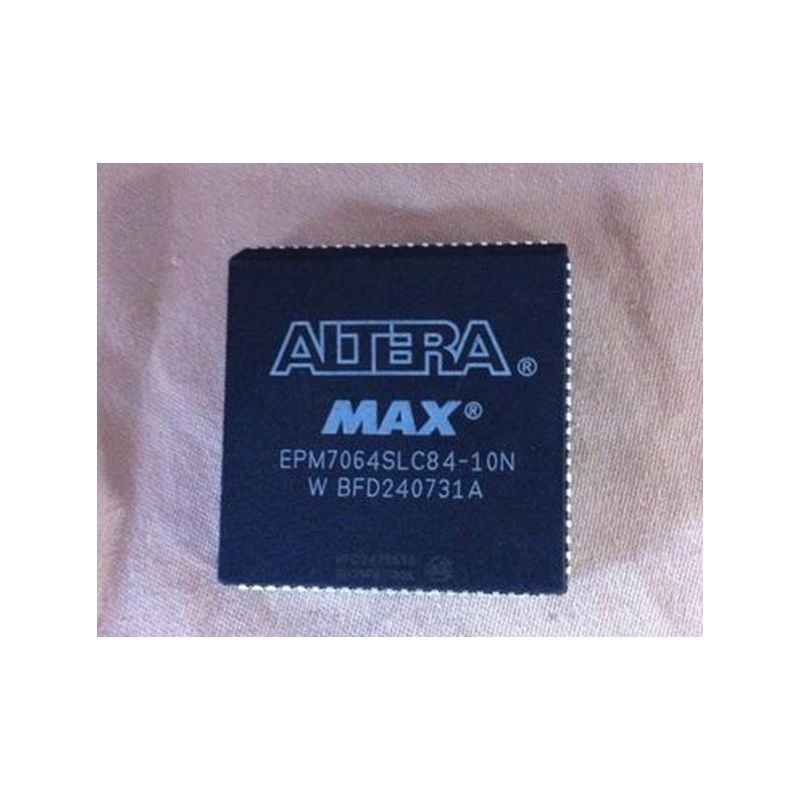 ALTERA®
MAX®
EPM7064SLC84-10N
W BFD240731A